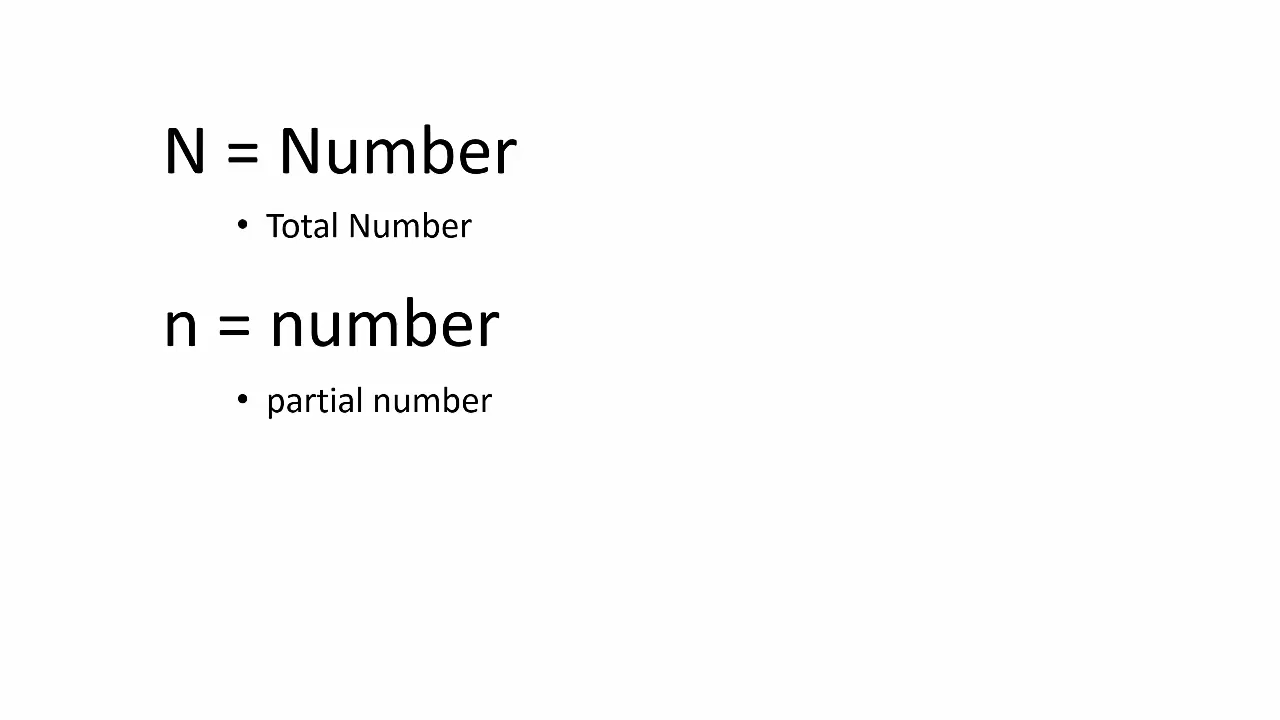 N = Number
• Total Number
n = number
• partial number